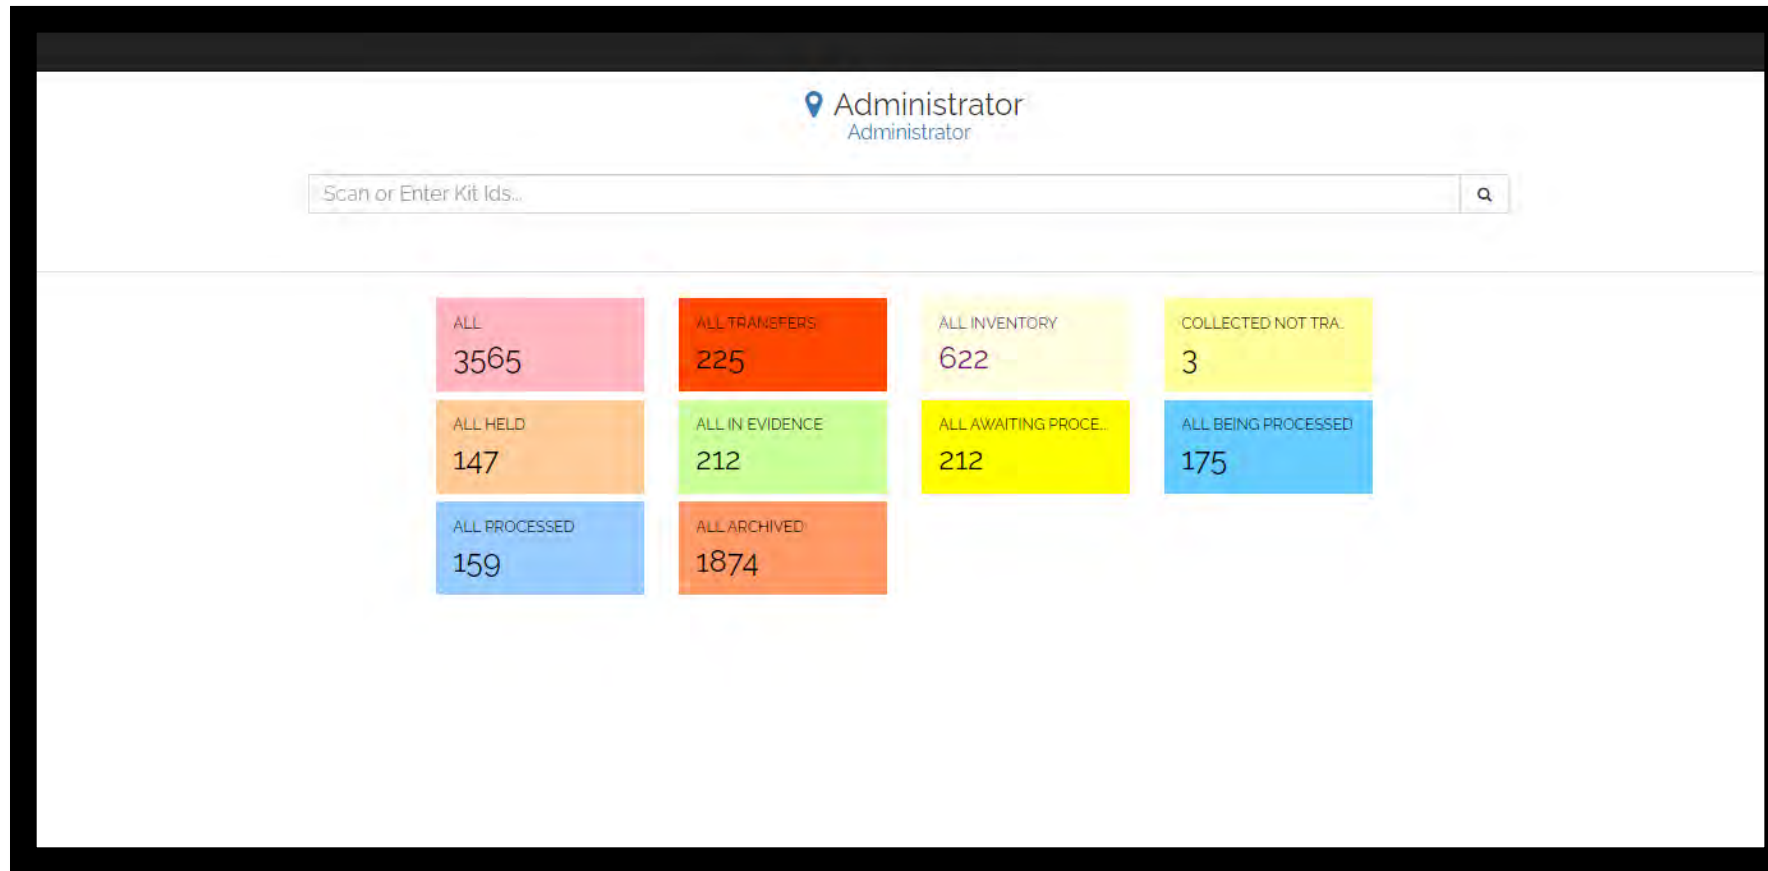 Administrator
Administrator
Scan or Enter Kit Ids...
ALL
3565
ALL TRANSFERS
225
ALL INVENTORY
622
COLLECTED NOT TRA..
3
ALL HELD
147
ALL IN EVIDENCE
212
ALL AWAITING PROCE..
212
ALL BEING PROCESSED
175
ALL PROCESSED
159
ALL ARCHIVED
1874